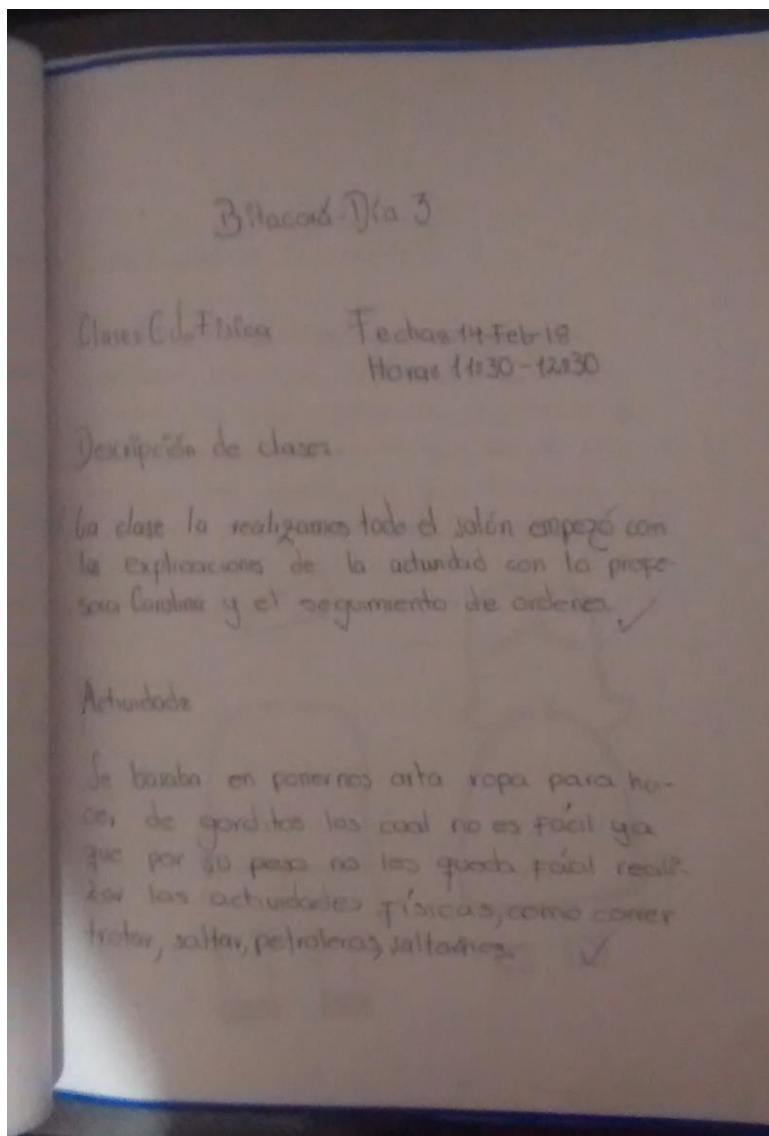 Bitacora Día 3
Clase: Ed. Física Fecha: 14-Feb-18
Hora: 11:30-12:30
Descripción de clase:
La clase la realizamos todo el salón empezó con
las explicaciones de la actividad con la profe-
sora Carolina y el seguimiento de ordenes.
Actividad:
Se basaba en ponernos arta ropa para ha-
cer de gorditos los cual no es fácil ya
que por su peso no les queda fácil reali-
zar las actividades físicas, como correr
trotar, saltar, petroleras, saltarines.